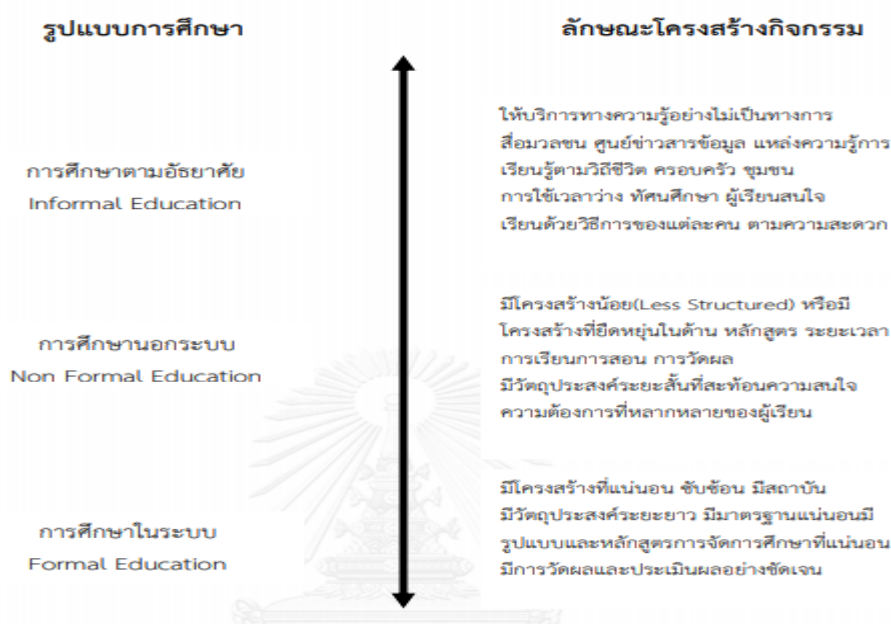 รูปแบบการศึกษา
ลักษณะโครงสร้างกิจกรรม
การศึกษาตามอัธยาศัย
Informal Education
ให้บริการทางความรู้อย่างไม่เป็นทางการ
สื่อมวลชน ศูนย์ข่าวสารข้อมูล แหล่งความรู้การ
เรียนรู้ตามวิถีชีวิต ครอบครัว ชุมชน
การใช้เวลาว่าง ทัศนศึกษา ผู้เรียนสนใจ
เรียนด้วยวิธีการของแต่ละคน ตามความสะดวก
การศึกษานอกระบบ
Non Formal Education
มีโครงสร้างน้อย(Less Structured) หรือมี
โครงสร้างที่ยืดหยุ่นในด้าน หลักสูตร ระยะเวลา
การเรียนการสอน การวัดผล
มีวัตถุประสงค์ระยะสั้นที่สะท้อนความสนใจ
ความต้องการที่หลากหลายของผู้เรียน
การศึกษาในระบบ
Formal Education
มีโครงสร้างที่แน่นอน ซับซ้อน มีสถาบัน
มีวัตถุประสงค์ระยะยาว มีมาตรฐานแน่นอนมี
รูปแบบและหลักสูตรการจัดการศึกษาที่แน่นอน
มีการวัดผลและประเมินผลอย่างชัดเจน